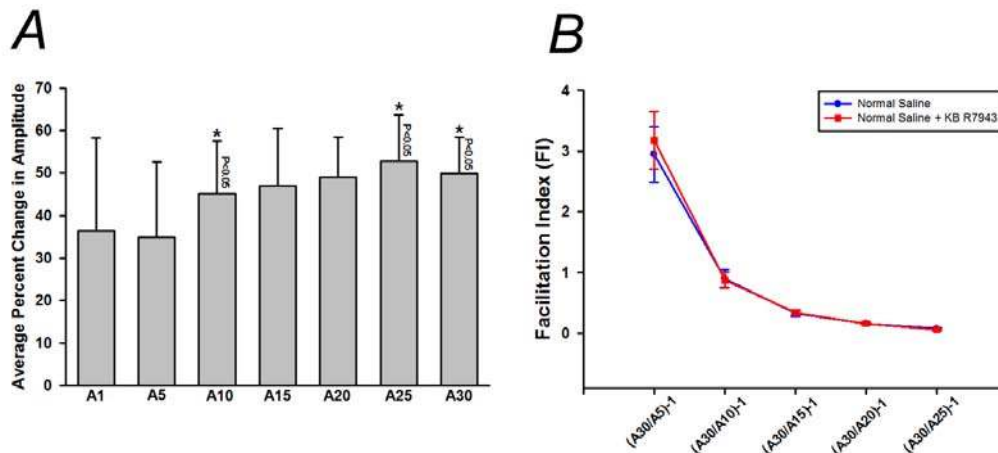 A
Average Percent Change in Amplitude
70
60
50
40
30
20
10
0
*
P<0.05
*
P<0.05
*
P<0.05
A1 A5 A10 A15 A20 A25 A30
B
Facilitation Index (FI)
4
3
2
1
0
Normal Saline
Normal Saline + KB R7943
(A30/A5)-1
(A30/A10)-1
(A30/A15)-1
(A30/A20)-1
(A30/A25)-1